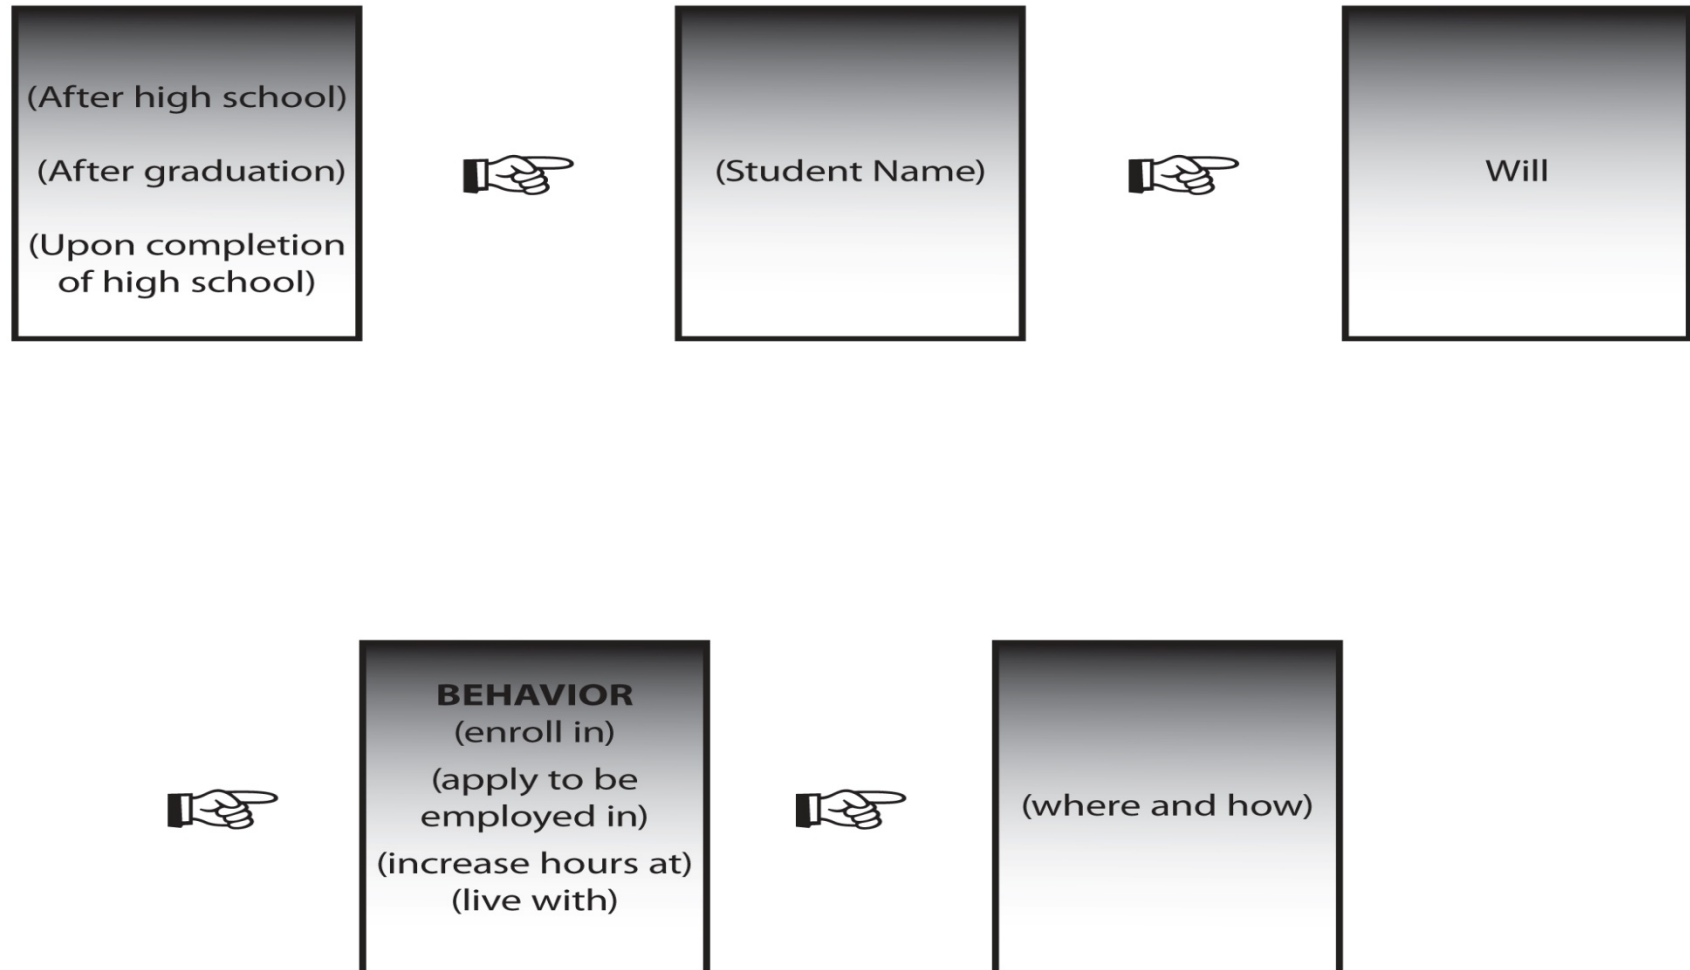 (After high school)
(After graduation)
(Upon completion
of high school)
(Student Name)
Will
BEHAVIOR
(enroll in)
(apply to be
employed in)
(increase hours at)
(live with)
(where and how)